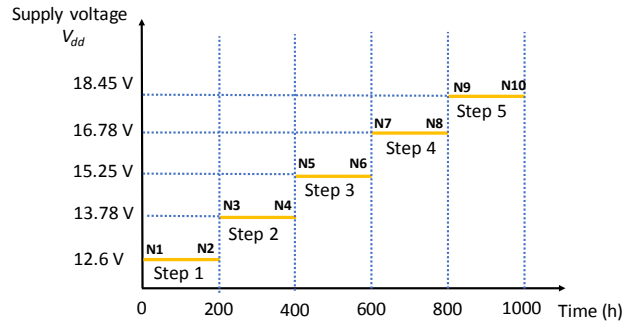 Supply voltage
Vdd
18.45 V
N9 N10
Step 5
16.78 V
N7 N8
Step 4
15.25 V
N5 N6
Step 3
13.78 V
N3 N4
Step 2
12.6 V
N1 N2
Step 1
0 200 400 600 800 1000 Time (h)